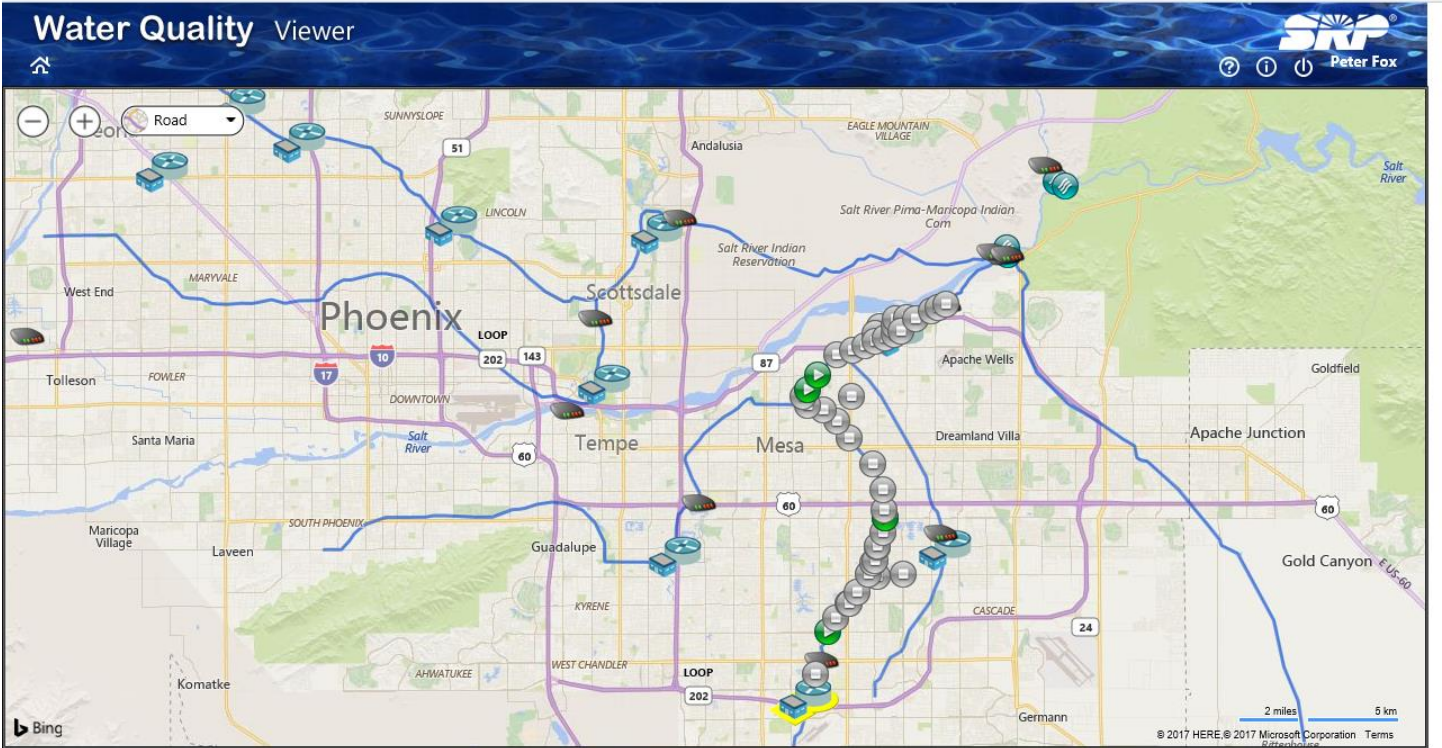 Water Quality Viewer
SRP
Peter Fox
Road
SUNNYSLOPE
51
Andalusia
EAGLE MOUNTAIN
VILLAGE
Salt
River
LINCOLN
Salt River Pima-Maricopa Indian
Com
Salt River Indian
Reservation
MARYVALE
West End
Scottsdale
Phoenix
LOOP
202
143
10
17
87
Apache Wells
Goldfield
Tolleson
FOWLER
DOWNTOWN
Santa Maria
Salt
River
60
Tempe
Mesa
Dreamland Villa
Apache Junction
60
60
SOUTH PHOENIX
Maricopa
Village
Laveen
Guadalupe
Gold Canyon
E US-60
KYRENE
CASCADE
24
WEST CHANDLER
AHWATUKEE
LOOP
202
Komatke
Germann
2 miles
5 km
Bing
© 2017 HERE,© 2017 Microsoft Corporation Terms
Rittenhouse